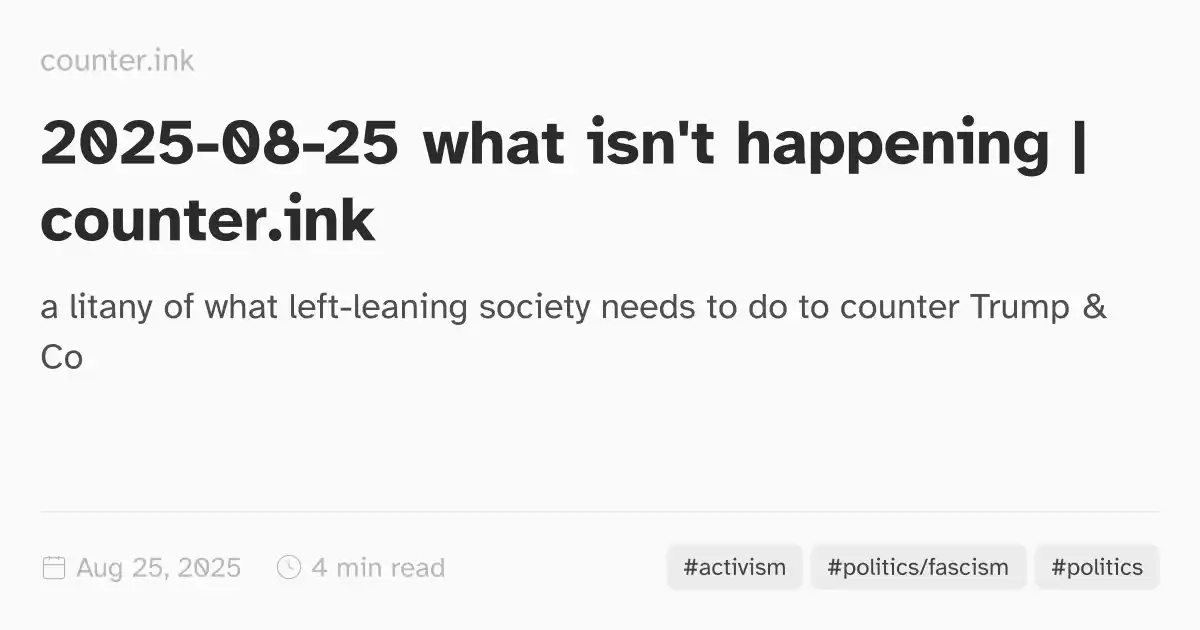 counter.ink
2025-08-25 what isn't happening |
counter.ink
a litany of what left-leaning society needs to do to counter Trump &
Co
Aug 25, 2025 4 min read #activism #politics/fascism #politics